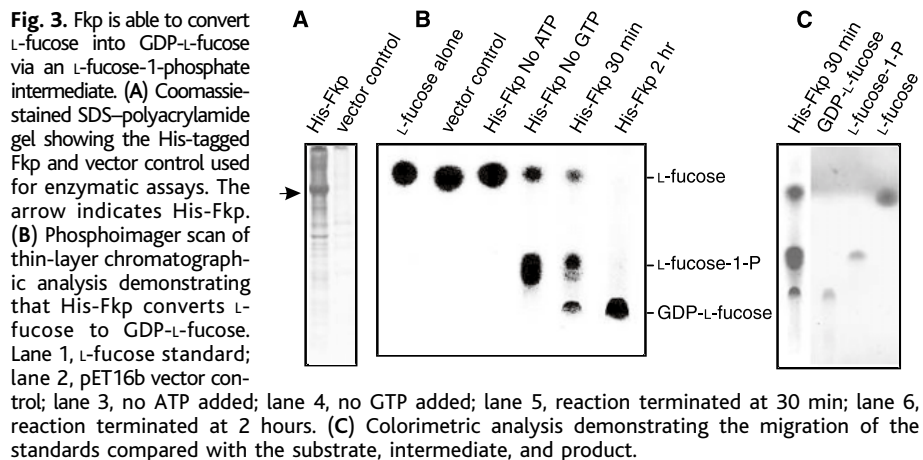 Fig. 3. Fkp is able to convert
L-fucose into GDP-L-fucose
via an L-fucose-1-phosphate
intermediate. (A) Coomassie-
stained SDS–polyacrylamide
gel showing the His-tagged
Fkp and vector control used
for enzymatic assays. The
arrow indicates His-Fkp.
(B) Phosphoimager scan of
thin-layer chromatograph-
ic analysis demonstrating
that His-Fkp converts L-
fucose to GDP-L-fucose.
Lane 1, L-fucose standard;
lane 2, pET16b vector con-
trol; lane 3, no ATP added; lane 4, no GTP added; lane 5, reaction terminated at 30 min; lane 6,
reaction terminated at 2 hours. (C) Colorimetric analysis demonstrating the migration of the
standards compared with the substrate, intermediate, and product.
A
His-Fkp
vector control
B
L-fucose alone
vector control
His-Fkp No ATP
His-Fkp No GTP
His-Fkp 30 min
His-Fkp 2 hr
L-fucose
L-fucose-1-P
GDP-L-fucose
C
His-Fkp 30 min
GDP-L-fucose
L-fucose-1-P
L-fucose